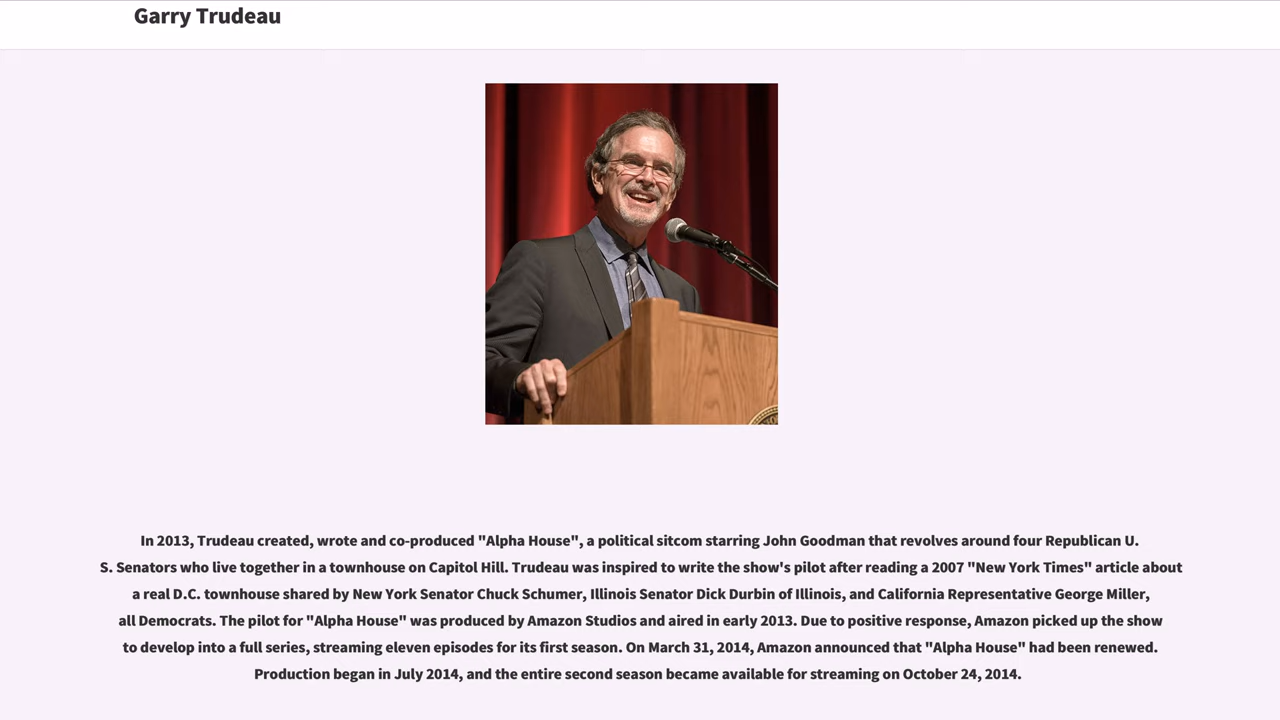 Garry Trudeau
In 2013, Trudeau created, wrote and co-produced "Alpha House", a political sitcom starring John Goodman that revolves around four Republican U.
S. Senators who live together in a townhouse on Capitol Hill. Trudeau was inspired to write the show's pilot after reading a 2007 "New York Times" article about
a real D.C. townhouse shared by New York Senator Chuck Schumer, Illinois Senator Dick Durbin of Illinois, and California Representative George Miller,
all Democrats. The pilot for "Alpha House" was produced by Amazon Studios and aired in early 2013. Due to positive response, Amazon picked up the show
to develop into a full series, streaming eleven episodes for its first season. On March 31, 2014, Amazon announced that "Alpha House" had been renewed.
Production began in July 2014, and the entire second season became available for streaming on October 24, 2014.